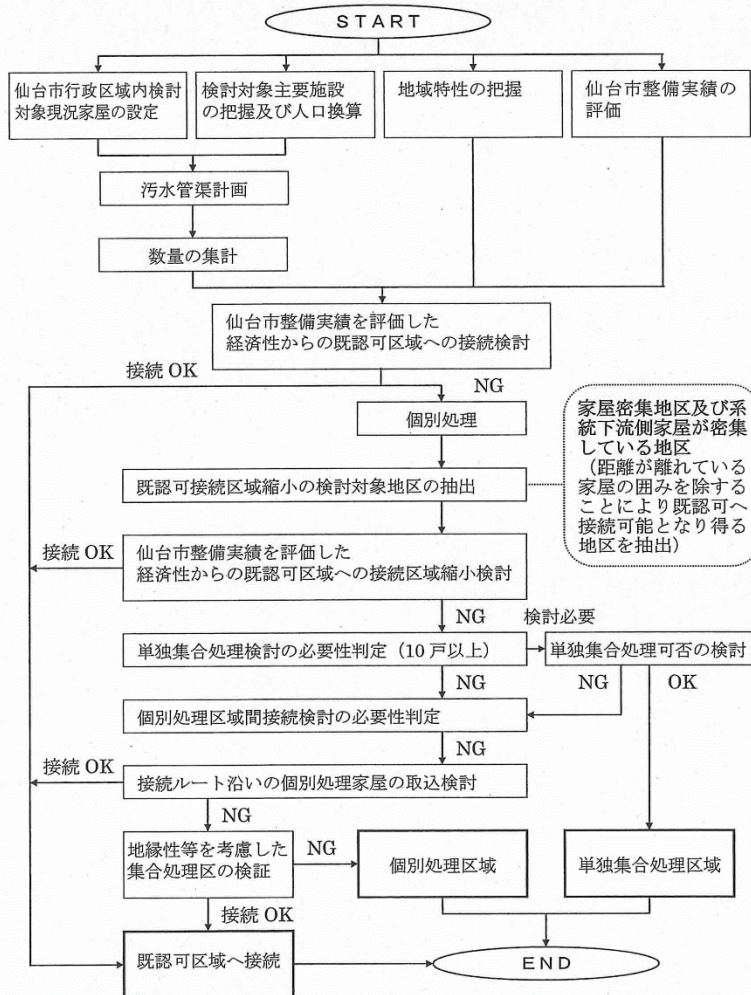 START
仙台市行政区域内検討
対象現況家屋の設定
検討対象主要施設
の把握及び人口換算
地域特性の把握
仙台市整備実績の
評価
汚水管渠計画
数量の集計
仙台市整備実績を評価した
経済性からの既認可区域への接続検討
接続 OK
NG
個別処理
家屋密集地区及び系
統下流側家屋が密集
している地区
(距離が離れている
家屋の囲みを除する
ことにより既認可へ
接続可能となり得る
地区を抽出)
既認可接続区域縮小の検討対象地区の抽出
接続 OK
仙台市整備実績を評価した
経済性からの既認可区域への接続区域縮小検討
NG
検討必要
単独集合処理検討の必要性判定(10 戸以上)
単独集合処理可否の検討
NG
NG
OK
個別処理区域間接続検討の必要性判定
NG
接続 OK
接続ルート沿いの個別処理家屋の取込検討
NG
地縁性等を考慮した
集合処理区の検証
NG
個別処理区域
単独集合処理区域
接続 OK
既認可区域へ接続
END